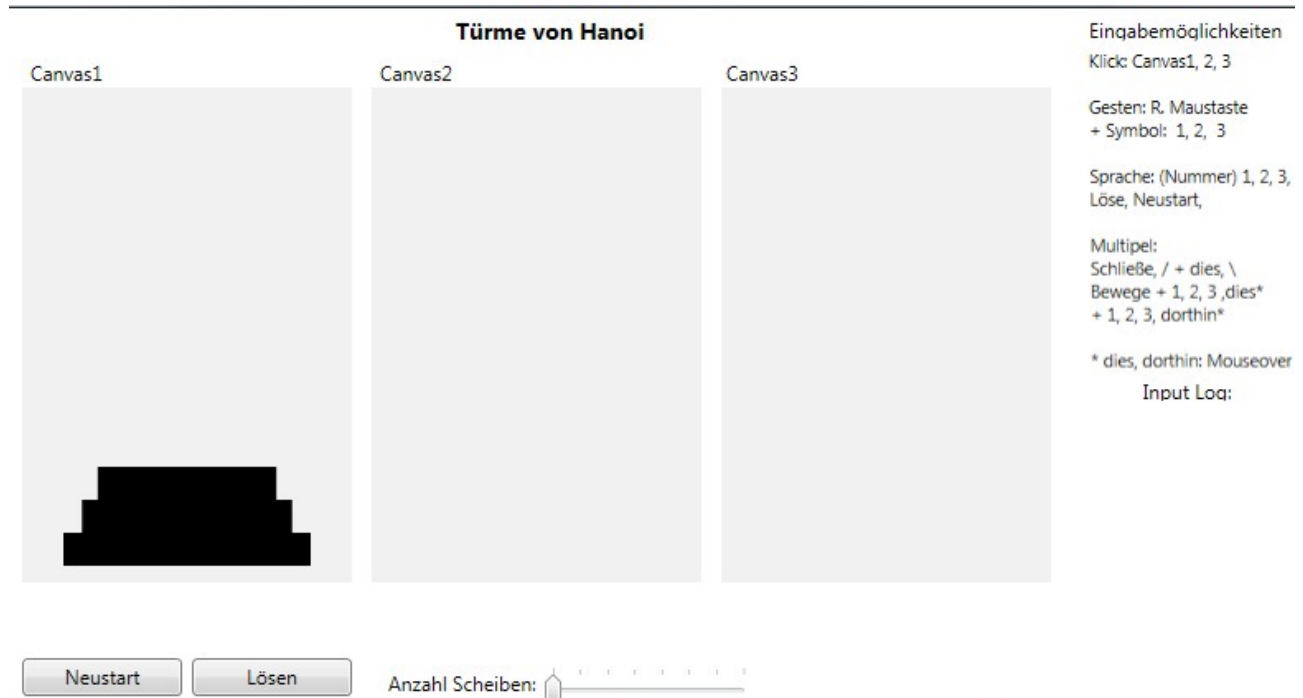 Türme von Hanoi
Canvas1
Canvas2
Canvas3
Eingabemöglichkeiten
Klick: Canvas1, 2, 3
Gesten: R. Maustaste
+ Symbol: 1, 2, 3
Sprache: (Nummer) 1, 2, 3,
Löse, Neustart,
Multipel:
Schließe, / + dies, \
Bewege + 1, 2, 3 ,dies*
+ 1, 2, 3, dorthin*
* dies, dorthin: Mouseover
Input Log:
Neustart
Lösen
Anzahl Scheiben: